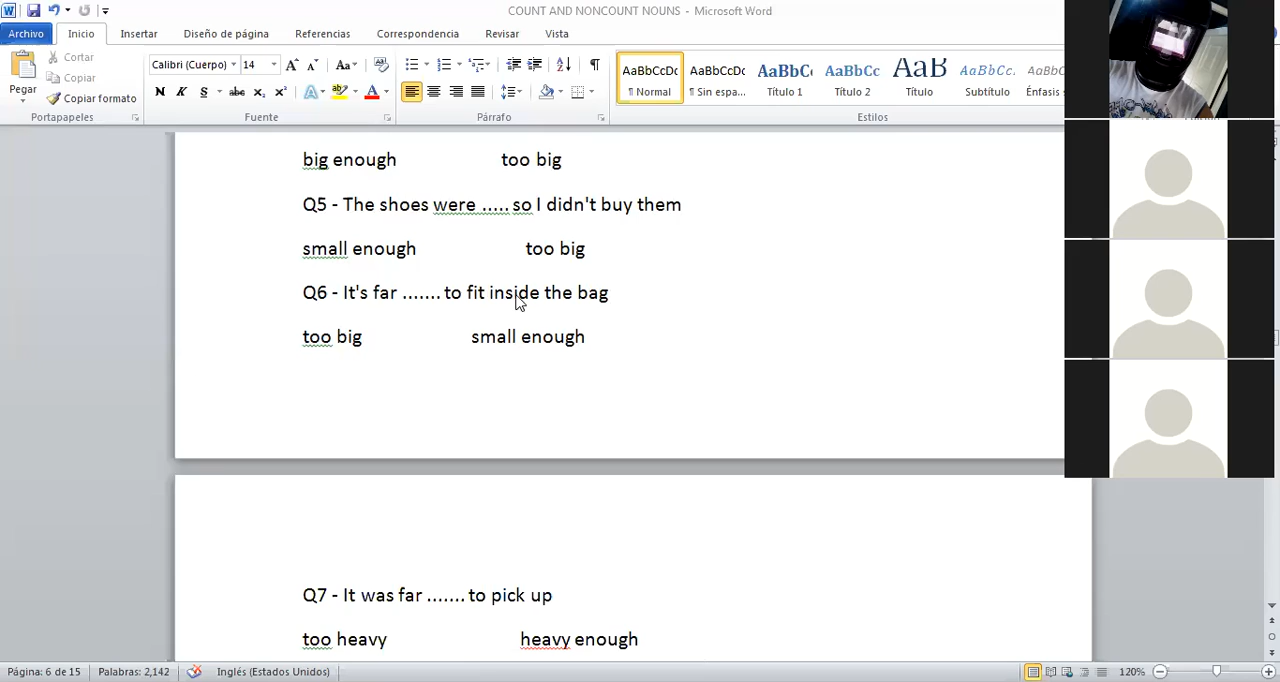 COUNT AND NONCOUNT NOUNS - Microsoft Word
Archivo Inicio Insertar Diseño de página Referencias Correspondencia Revisar Vista
Pegar
Cortar
Copiar
Copiar formato
Portapapeles
Calibri (Cuerpo) 14
N K S abc x₂ x²
Fuente
Párrafo
AaBbCcDc AaBbCcDc AaBbC AaBbCc AaB AaBbCc. AaBbCc
¶ Normal ¶ Sin espa... Título 1 Título 2 Título Subtítulo Énfasis
Estilos
big enough too big
Q5 - The shoes were ..... so I didn't buy them
small enough too big
Q6 - It's far ....... to fit inside the bag
too big small enough
Q7 - It was far ....... to pick up
too heavy heavy enough
Página: 6 de 15 Palabras: 2,142 Inglés (Estados Unidos) 120%